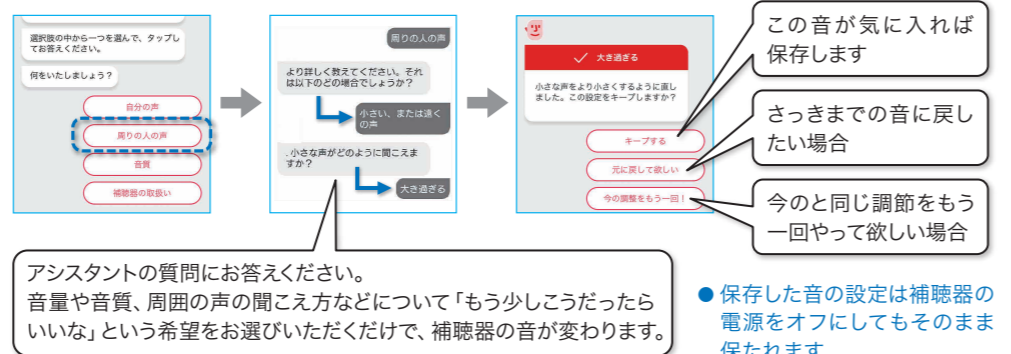 選択肢の中から一つを選んで、タップし
てお答えください。
何をいたしましょう？
自分の声
周りの人の声
音質
補聴器の取扱い
周りの人の声
より詳しく教えてください。それ
は以下のどの場合でしょうか？
小さい、または遠く
の声
. 小さな声がどのように聞こえま
すか？
大き過ぎる
大き過ぎる
小さな声をより小さくするように直し
ました。この設定をキープしますか？
キープする
元に戻して欲しい
今の調整をもう一回！
この音が気に入れば
保存します
さっきまでの音に戻し
たい場合
今のと同じ調節をもう
一回やって欲しい場合
アシスタントの質問にお答えください。
音量や音質、周囲の声の聞こえ方などについて「もう少しこうだったら
いいな」という希望をお選びいただくだけで、補聴器の音が変わります。
● 保存した音の設定は補聴器の
電源をオフにしてもそのまま
保たれます